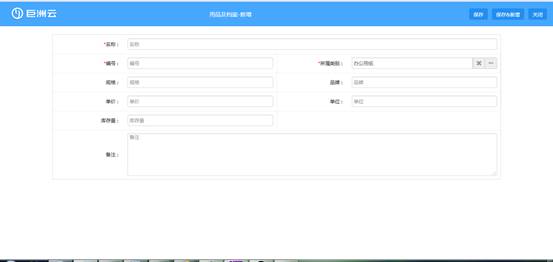 巨洲云 用品及档案-新增 保存 保存&新增 关闭
*名称： 名称
*编号： 编号 *所属类别： 办公用纸
规格： 规格 品牌： 品牌
单价： 单价 单位： 单位
库存量： 库存量
备注： 备注